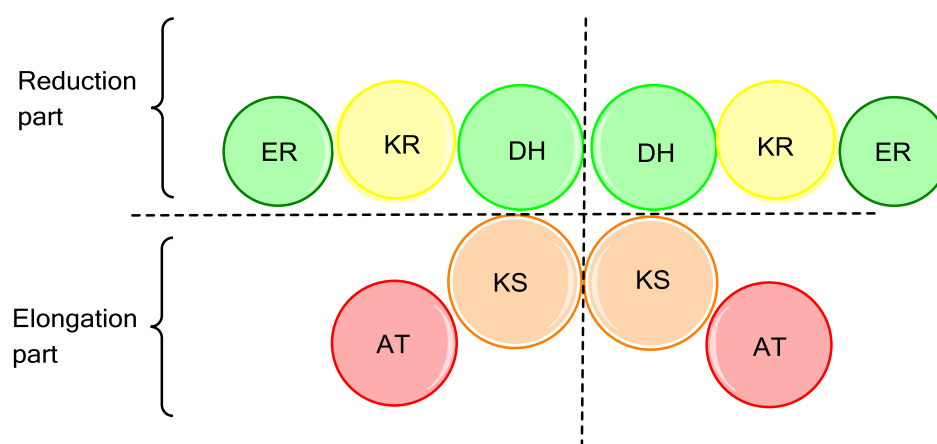 Reduction
part
ER KR DH DH KR ER
Elongation
part
KS KS
AT AT